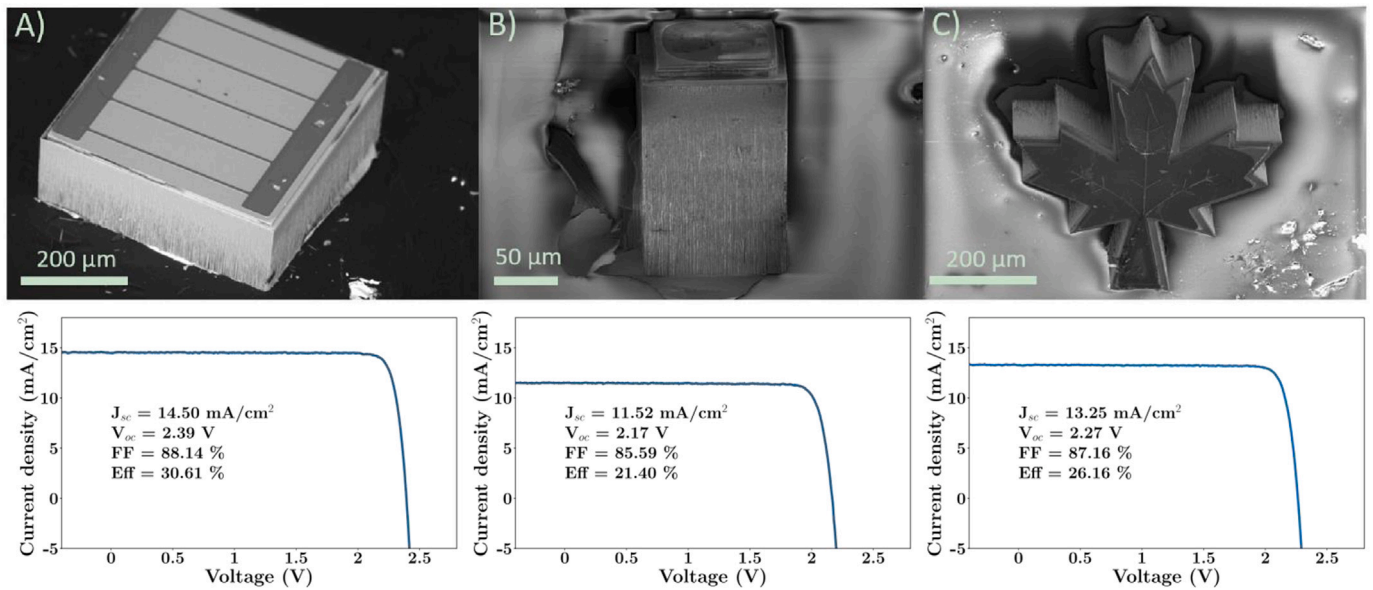 A)
B)
C)
200 µm
50 µm
200 µm
Current density (mA/cm²)
15
10
5
0
-5
J_sc = 14.50 mA/cm²
V_oc = 2.39 V
FF = 88.14 %
Eff = 30.61 %
0 0.5 1 1.5 2 2.5
Voltage (V)
Current density (mA/cm²)
15
10
5
0
-5
J_sc = 11.52 mA/cm²
V_oc = 2.17 V
FF = 85.59 %
Eff = 21.40 %
0 0.5 1 1.5 2 2.5
Voltage (V)
Current density (mA/cm²)
15
10
5
0
-5
J_sc = 13.25 mA/cm²
V_oc = 2.27 V
FF = 87.16 %
Eff = 26.16 %
0 0.5 1 1.5 2 2.5
Voltage (V)